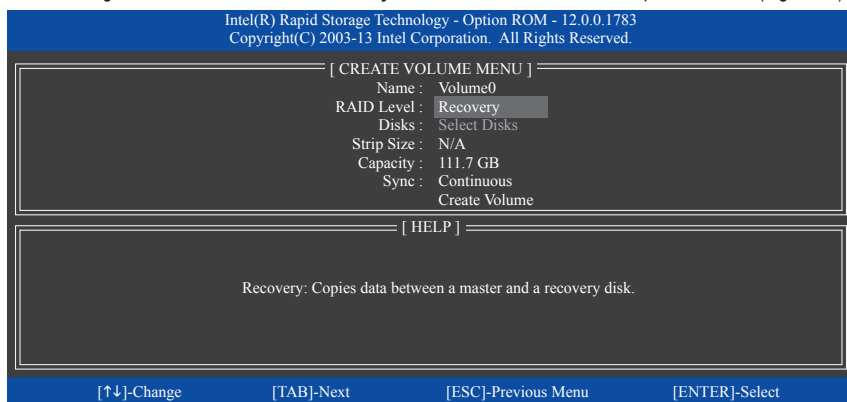 Intel(R) Rapid Storage Technology - Option ROM - 12.0.0.1783
Copyright(C) 2003-13 Intel Corporation. All Rights Reserved.
[ CREATE VOLUME MENU ]
Name : Volume0
RAID Level : Recovery
Disks : Select Disks
Strip Size : N/A
Capacity : 111.7 GB
Sync : Continuous
Create Volume
[ HELP ]
Recovery: Copies data between a master and a recovery disk.
[↑↓]-Change [TAB]-Next [ESC]-Previous Menu [ENTER]-Select